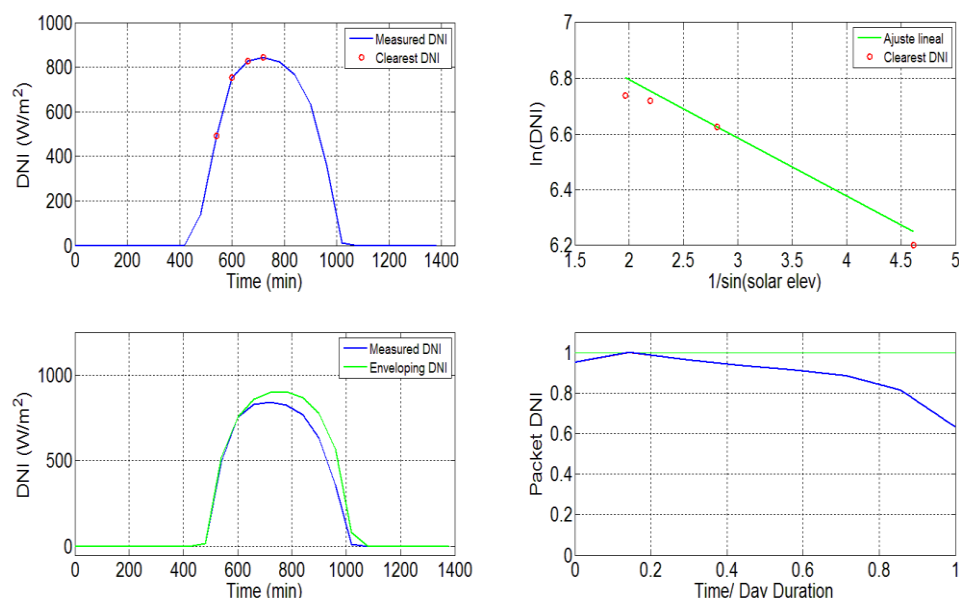 1000
800
600
400
200
0
DNI (W/m²)
0 200 400 600 800 1000 1200 1400
Time (min)
Measured DNI
Clearest DNI
7
6.8
6.6
6.4
6.2
ln(DNI)
1.5 2 2.5 3 3.5 4 4.5 5
1/sin(solar elev)
Ajuste lineal
Clearest DNI
1000
500
0
DNI (W/m²)
0 200 400 600 800 1000 1200 1400
Time (min)
Measured DNI
Enveloping DNI
1
0.8
0.6
0.4
0.2
0
Packet DNI
0 0.2 0.4 0.6 0.8 1
Time/ Day Duration